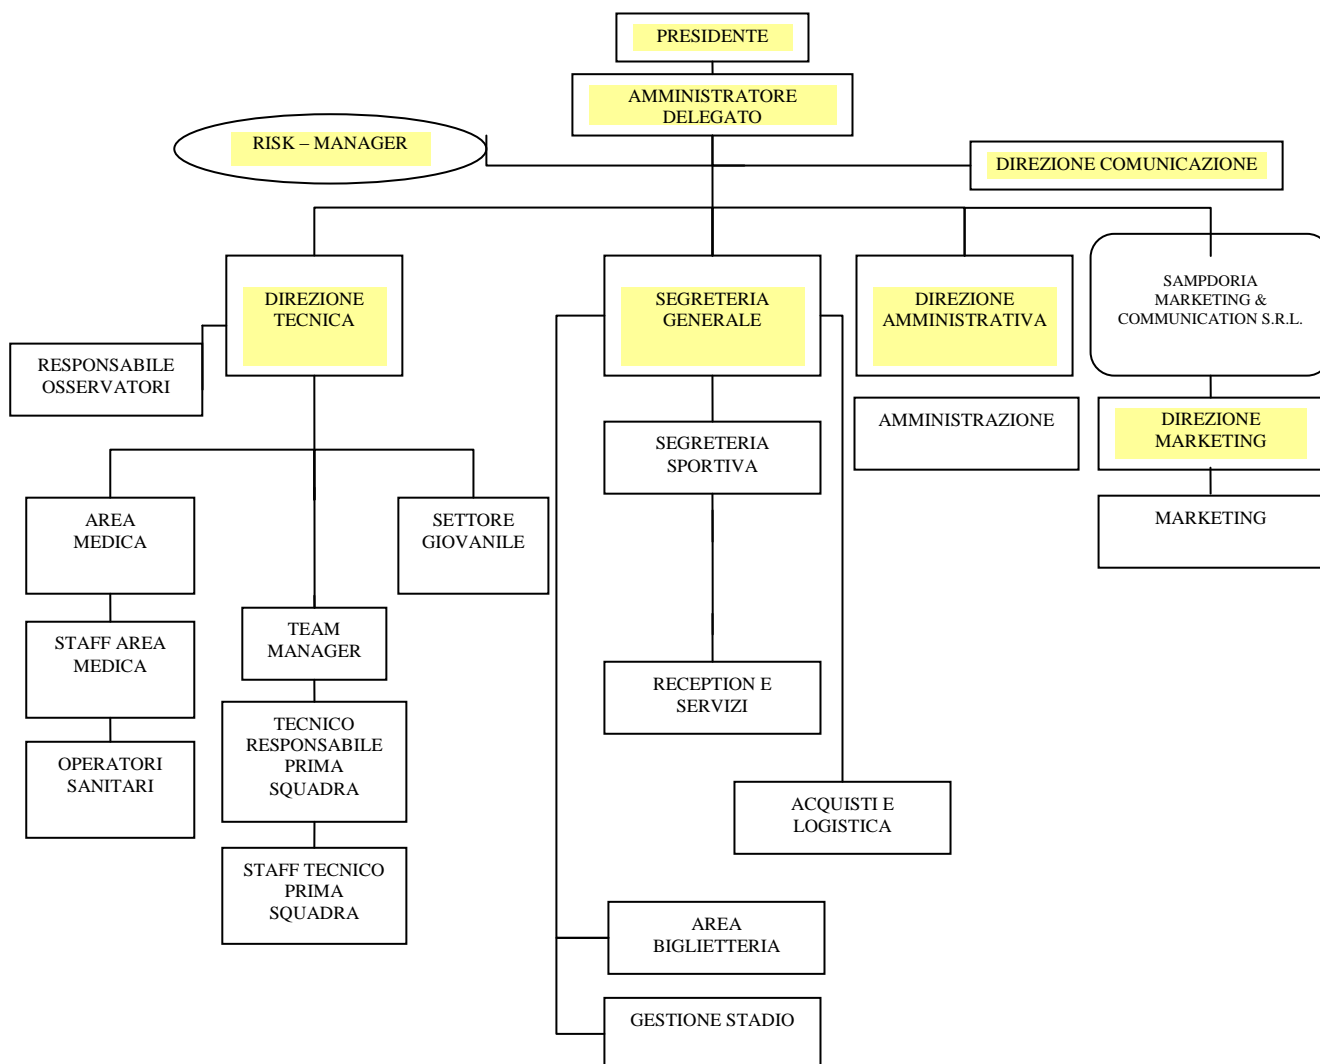 PRESIDENTE
AMMINISTRATORE
DELEGATO
RISK – MANAGER
DIREZIONE COMUNICAZIONE
DIREZIONE
TECNICA
SEGRETERIA
GENERALE
DIREZIONE
AMMINISTRATIVA
SAMPDORIA
MARKETING &
COMMUNICATION S.R.L.
RESPONSABILE
OSSERVATORI
SEGRETERIA
SPORTIVA
AMMINISTRAZIONE
DIREZIONE
MARKETING
AREA
MEDICA
SETTORE
GIOVANILE
MARKETING
STAFF AREA
MEDICA
TEAM
MANAGER
RECEPTION E
SERVIZI
OPERATORI
SANITARI
TECNICO
RESPONSABILE
PRIMA
SQUADRA
ACQUISTI E
LOGISTICA
STAFF TECNICO
PRIMA
SQUADRA
AREA
BIGLIETTERIA
GESTIONE STADIO